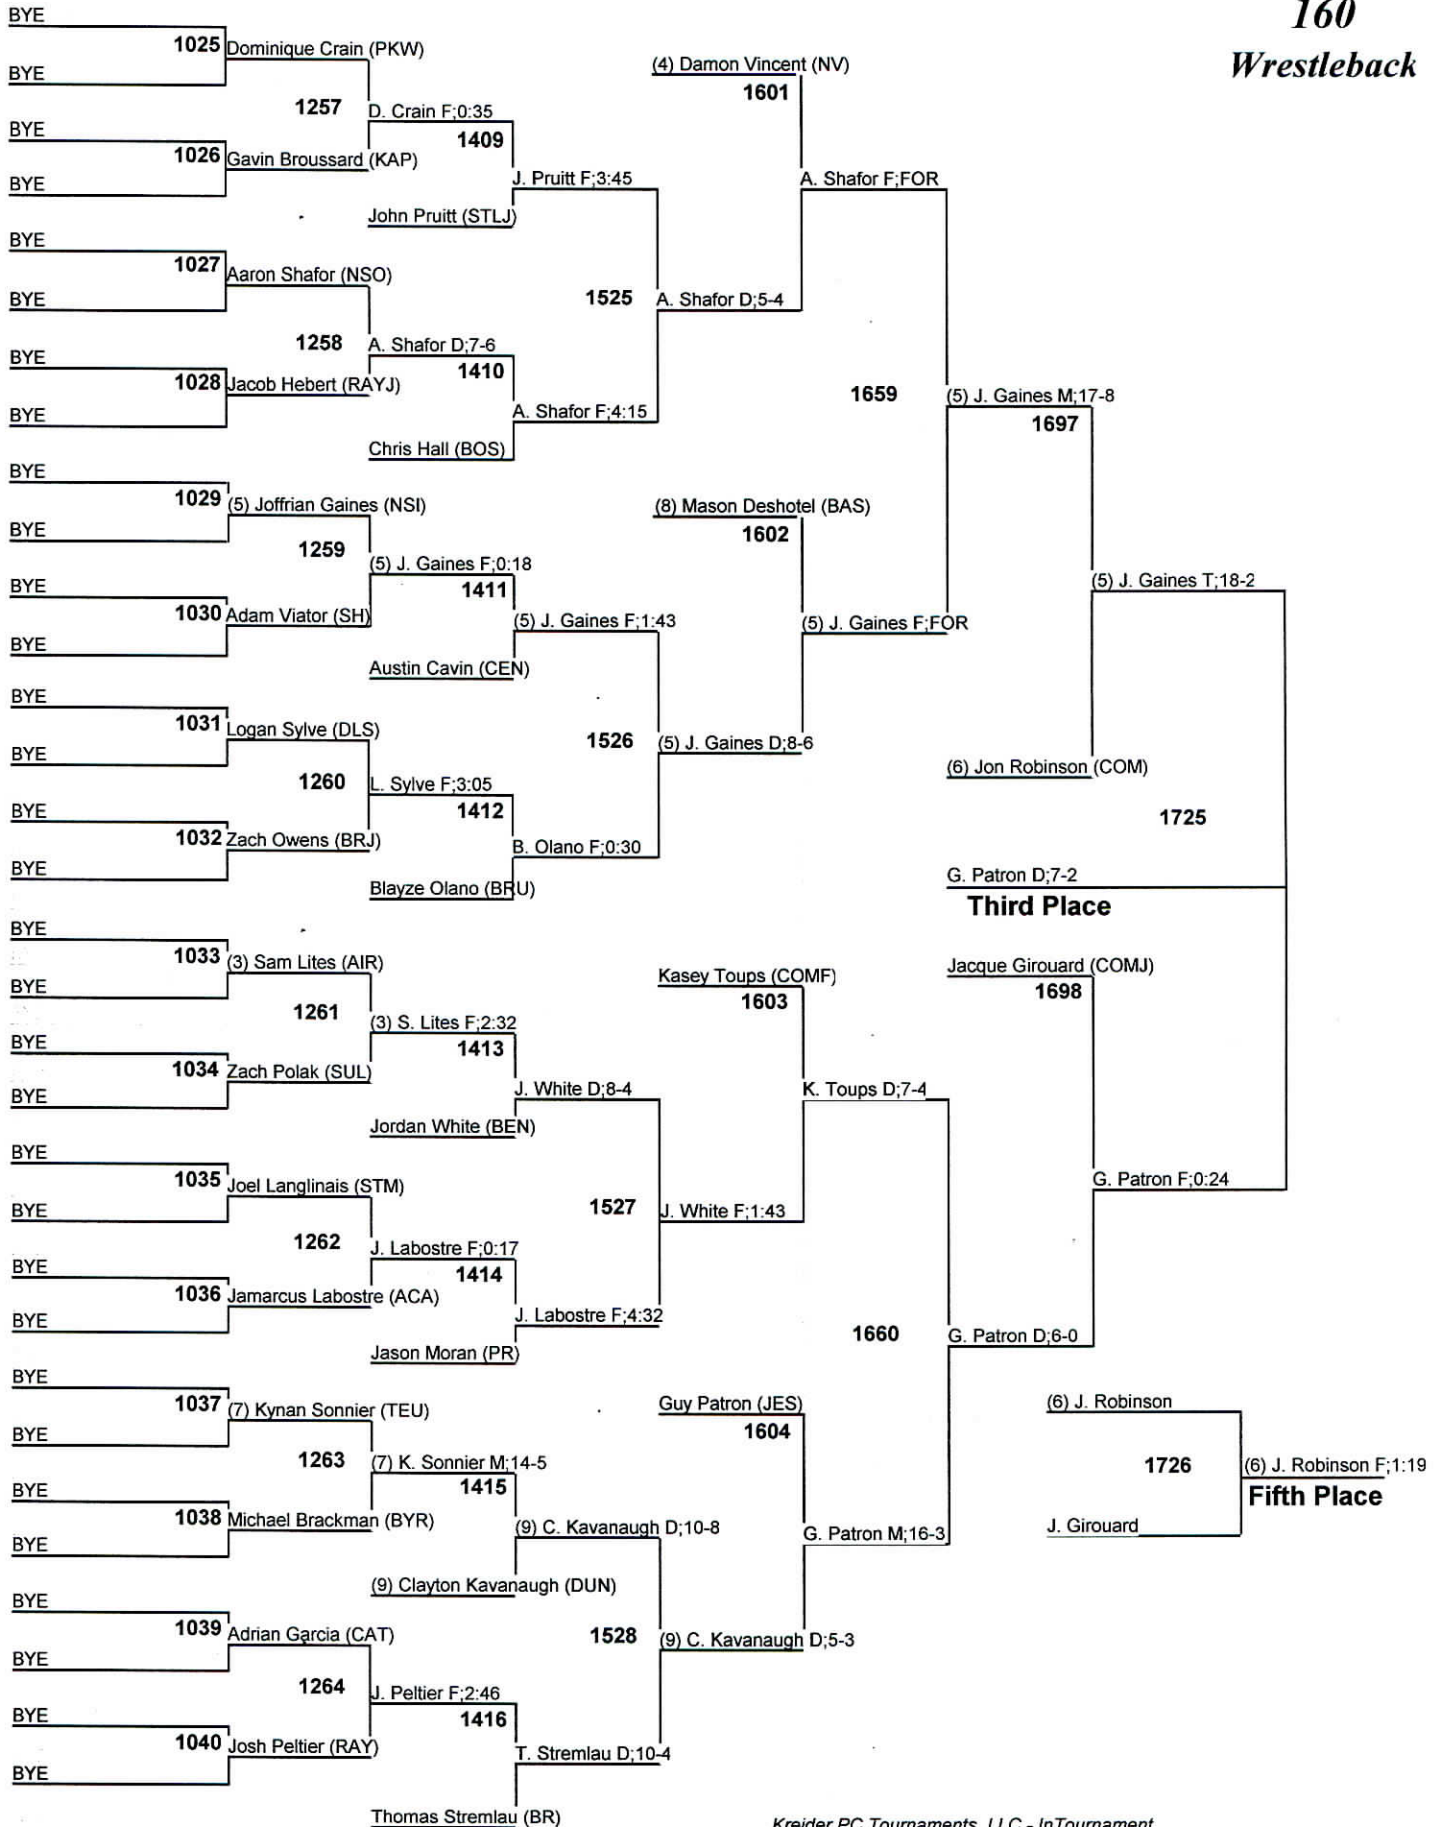 160
Wrestleback
BYE
1025 Dominique Crain (PKW)
BYE
1257
D. Crain F;0:35
BYE
1409
1026 Gavin Broussard (KAP)
BYE
J. Pruitt F;3:45
John Pruitt (STLJ)
BYE
1027 Aaron Shafor (NSO)
BYE
1525
A. Shafor D;5-4
1258
A. Shafor D;7-6
BYE
1410
1028 Jacob Hebert (RAYJ)
BYE
A. Shafor F;4:15
Chris Hall (BOS)
(4) Damon Vincent (NV)
1601
A. Shafor F;FOR
1659
(5) J. Gaines M;17-8
1697
BYE
1029 (5) Joffrian Gaines (NSI)
BYE
1259
(5) J. Gaines F;0:18
BYE
1411
1030 Adam Viator (SH)
BYE
(5) J. Gaines F;1:43
Austin Cavin (CEN)
BYE
1031 Logan Sylve (DLS)
BYE
1526
(5) J. Gaines D;8-6
1260
L. Sylve F;3:05
BYE
1412
1032 Zach Owens (BRJ)
BYE
B. Olano F;0:30
Blayze Olano (BRU)
(8) Mason Deshotel (BAS)
1602
(5) J. Gaines F;FOR
(5) J. Gaines T;18-2
(6) Jon Robinson (COM)
1725
G. Patron D;7-2
Third Place
BYE
1033 (3) Sam Lites (AIR)
BYE
1261
(3) S. Lites F;2:32
BYE
1413
1034 Zach Polak (SUL)
BYE
J. White D;8-4
Jordan White (BEN)
BYE
1035 Joel Langlinais (STM)
BYE
1527
J. White F;1:43
1262
J. Labostre F;0:17
BYE
1414
1036 Jamarcus Labostre (ACA)
BYE
J. Labostre F;4:32
Jason Moran (PR)
Kasey Toups (COMF)
1603
K. Toups D;7-4
Jacque Girouard (COMJ)
1698
G. Patron F;0:24
1660
G. Patron D;6-0
BYE
1037 (7) Kynan Sonnier (TEU)
BYE
1263
(7) K. Sonnier M;14-5
BYE
1415
1038 Michael Brackman (BYR)
BYE
(9) C. Kavanaugh D;10-8
(9) Clayton Kavanaugh (DUN)
BYE
1039 Adrian Garcia (CAT)
BYE
1528
(9) C. Kavanaugh D;5-3
1264
J. Peltier F;2:46
BYE
1416
1040 Josh Peltier (RAY)
BYE
T. Stremlau D;10-4
Thomas Stremlau (BR)
Guy Patron (JES)
1604
G. Patron M;16-3
(6) J. Robinson
1726
(6) J. Robinson F;1:19
Fifth Place
J. Girouard
Kreider PC Tournaments, LLC - InTournament